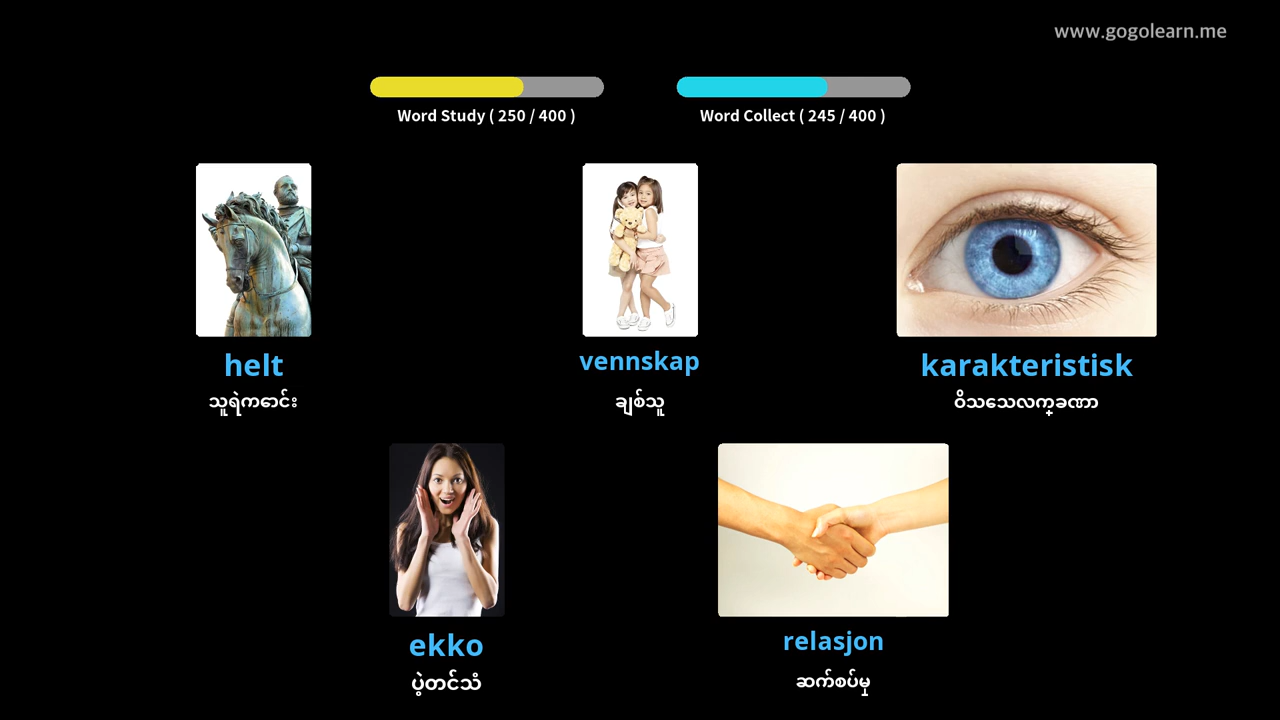 www.gogolearn.me
Word Study ( 250 / 400 )
Word Collect ( 245 / 400 )
helt
သူရဲကောင်း
vennskap
ချစ်သူ
karakteristisk
ဝိသသေလက္ခဏာ
ekko
ပဲ့တင်သံ
relasjon
ဆက်စပ်မှု